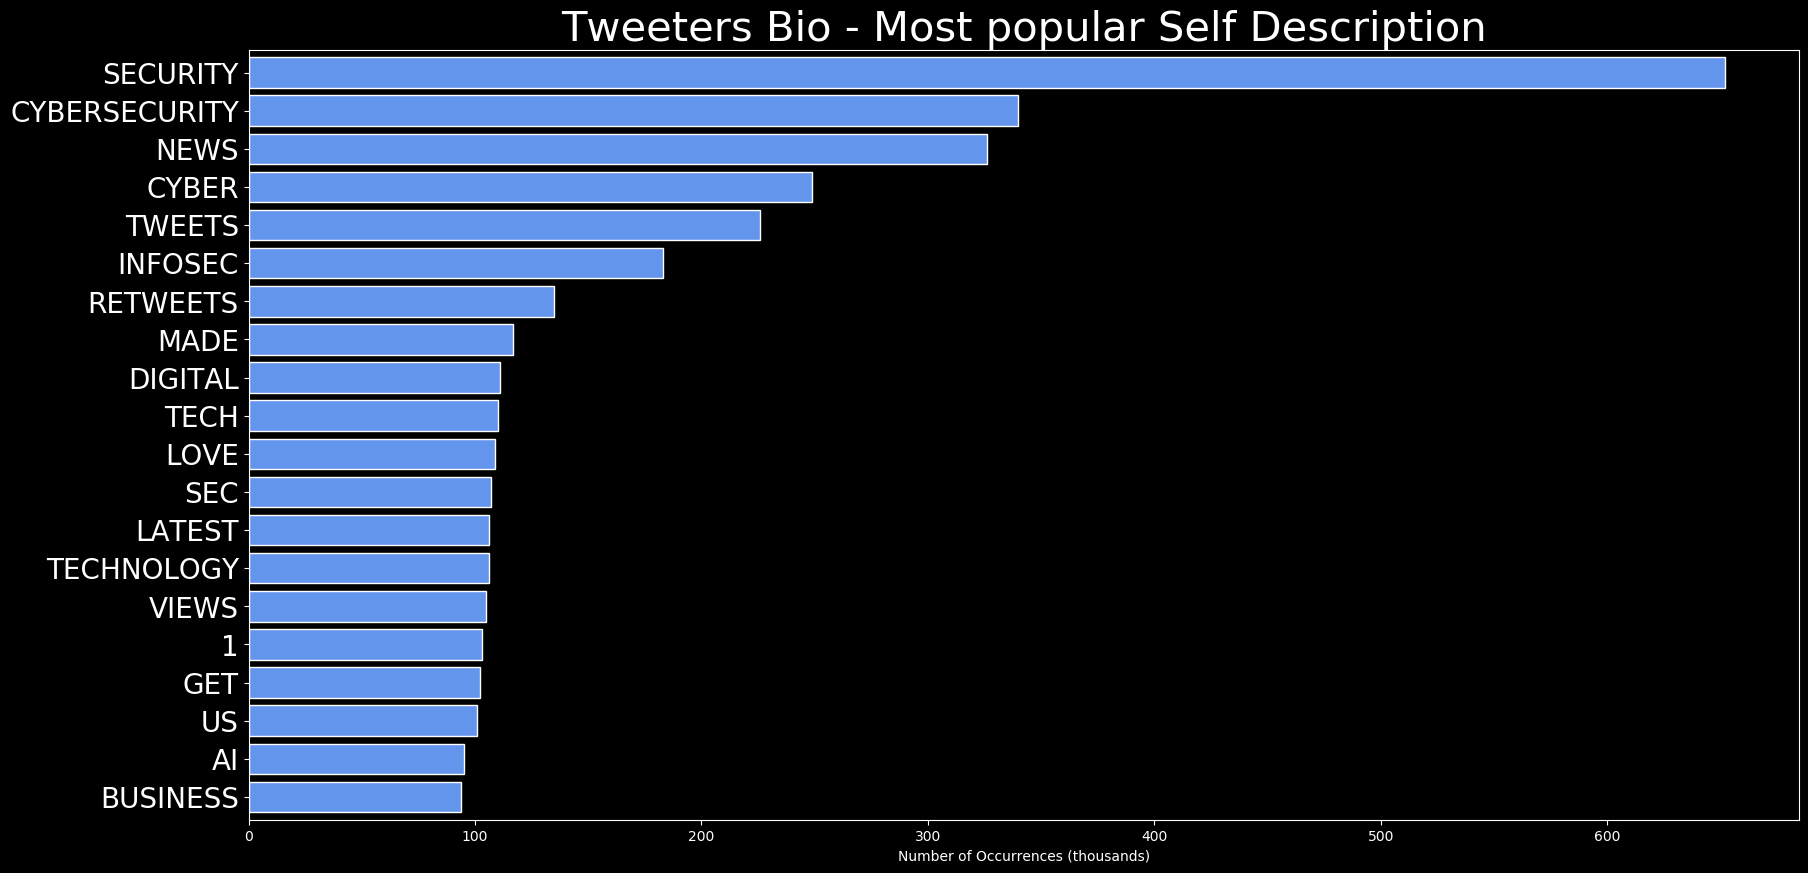 Tweeters Bio - Most popular Self Description
SECURITY
CYBERSECURITY
NEWS
CYBER
TWEETS
INFOSEC
RETWEETS
MADE
DIGITAL
TECH
LOVE
SEC
LATEST
TECHNOLOGY
VIEWS
1
GET
US
AI
BUSINESS
0 100 200 300 400 500 600
Number of Occurrences (thousands)